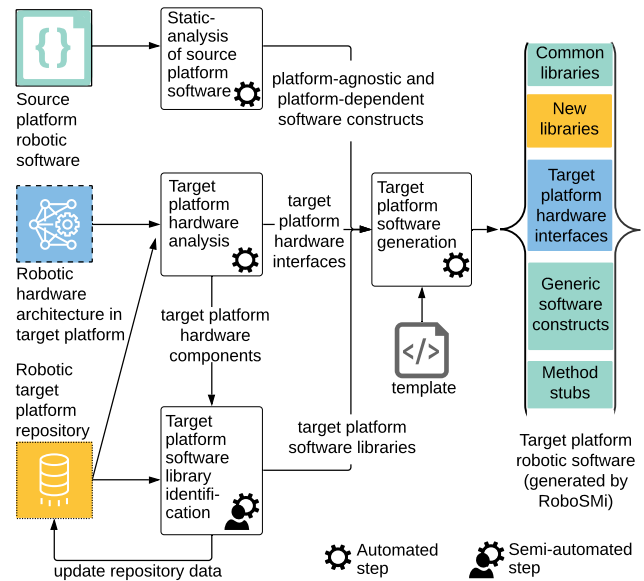 Static-
analysis
of source
platform
software
Source
platform
robotic
software
platform-agnostic and
platform-dependent
software constructs
Common
libraries
New
libraries
Target
platform
hardware
interfaces
Generic
software
constructs
Method
stubs
Target
platform
hardware
analysis
target
platform
hardware
interfaces
Target
platform
software
generation
Robotic
hardware
architecture in
target platform
target platform
hardware
components
</>
template
Robotic
target
platform
repository
Target
platform
software
library
identifi-
cation
target platform
software libraries
Target platform
robotic software
(generated by
RoboSMi)
update repository data
Automated
step
Semi-automated
step